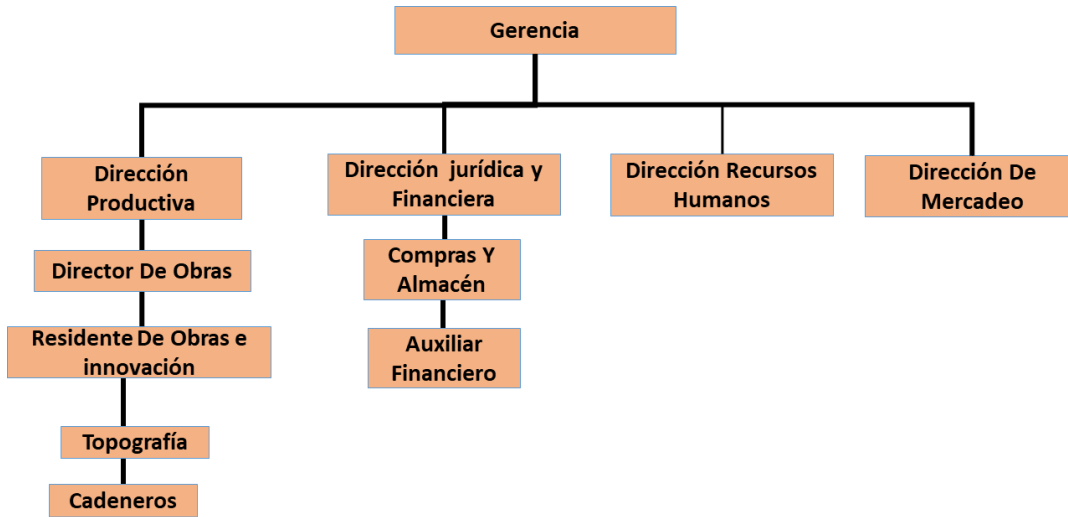 Gerencia
Dirección
Productiva
Dirección jurídica y
Financiera
Dirección Recursos
Humanos
Dirección De
Mercadeo
Director De Obras
Compras Y
Almacén
Residente De Obras e
innovación
Auxiliar
Financiero
Topografía
Cadeneros